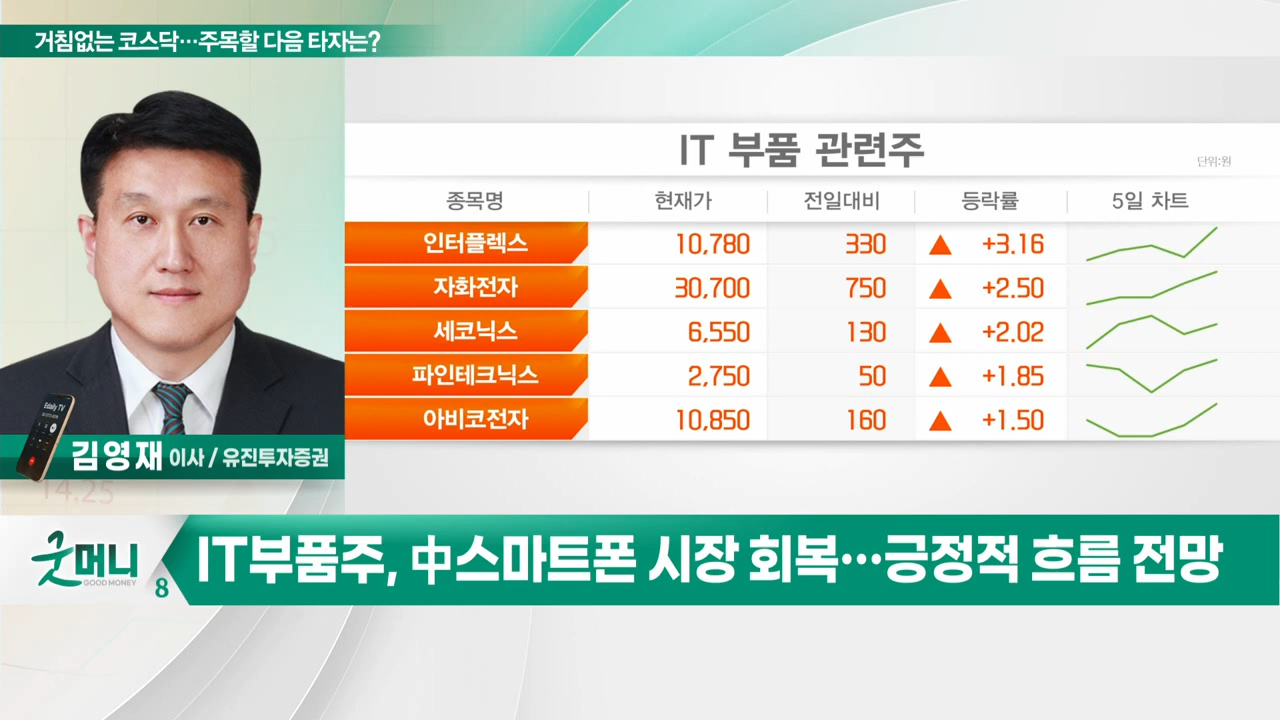 거침없는 코스닥…주목할 다음 타자는?
IT 부품 관련주
단위:원
종목명 현재가 전일대비 등락률 5일 차트
인터플렉스 10,780 330 ▲ +3.16
자화전자 30,700 750 ▲ +2.50
세코닉스 6,550 130 ▲ +2.02
파인테크닉스 2,750 50 ▲ +1.85
아비코전자 10,850 160 ▲ +1.50
Edaily TV
김영재 이사 / 유진투자증권
14.25
굿머니
GOOD MONEY
8
IT부품주, 中스마트폰 시장 회복…긍정적 흐름 전망